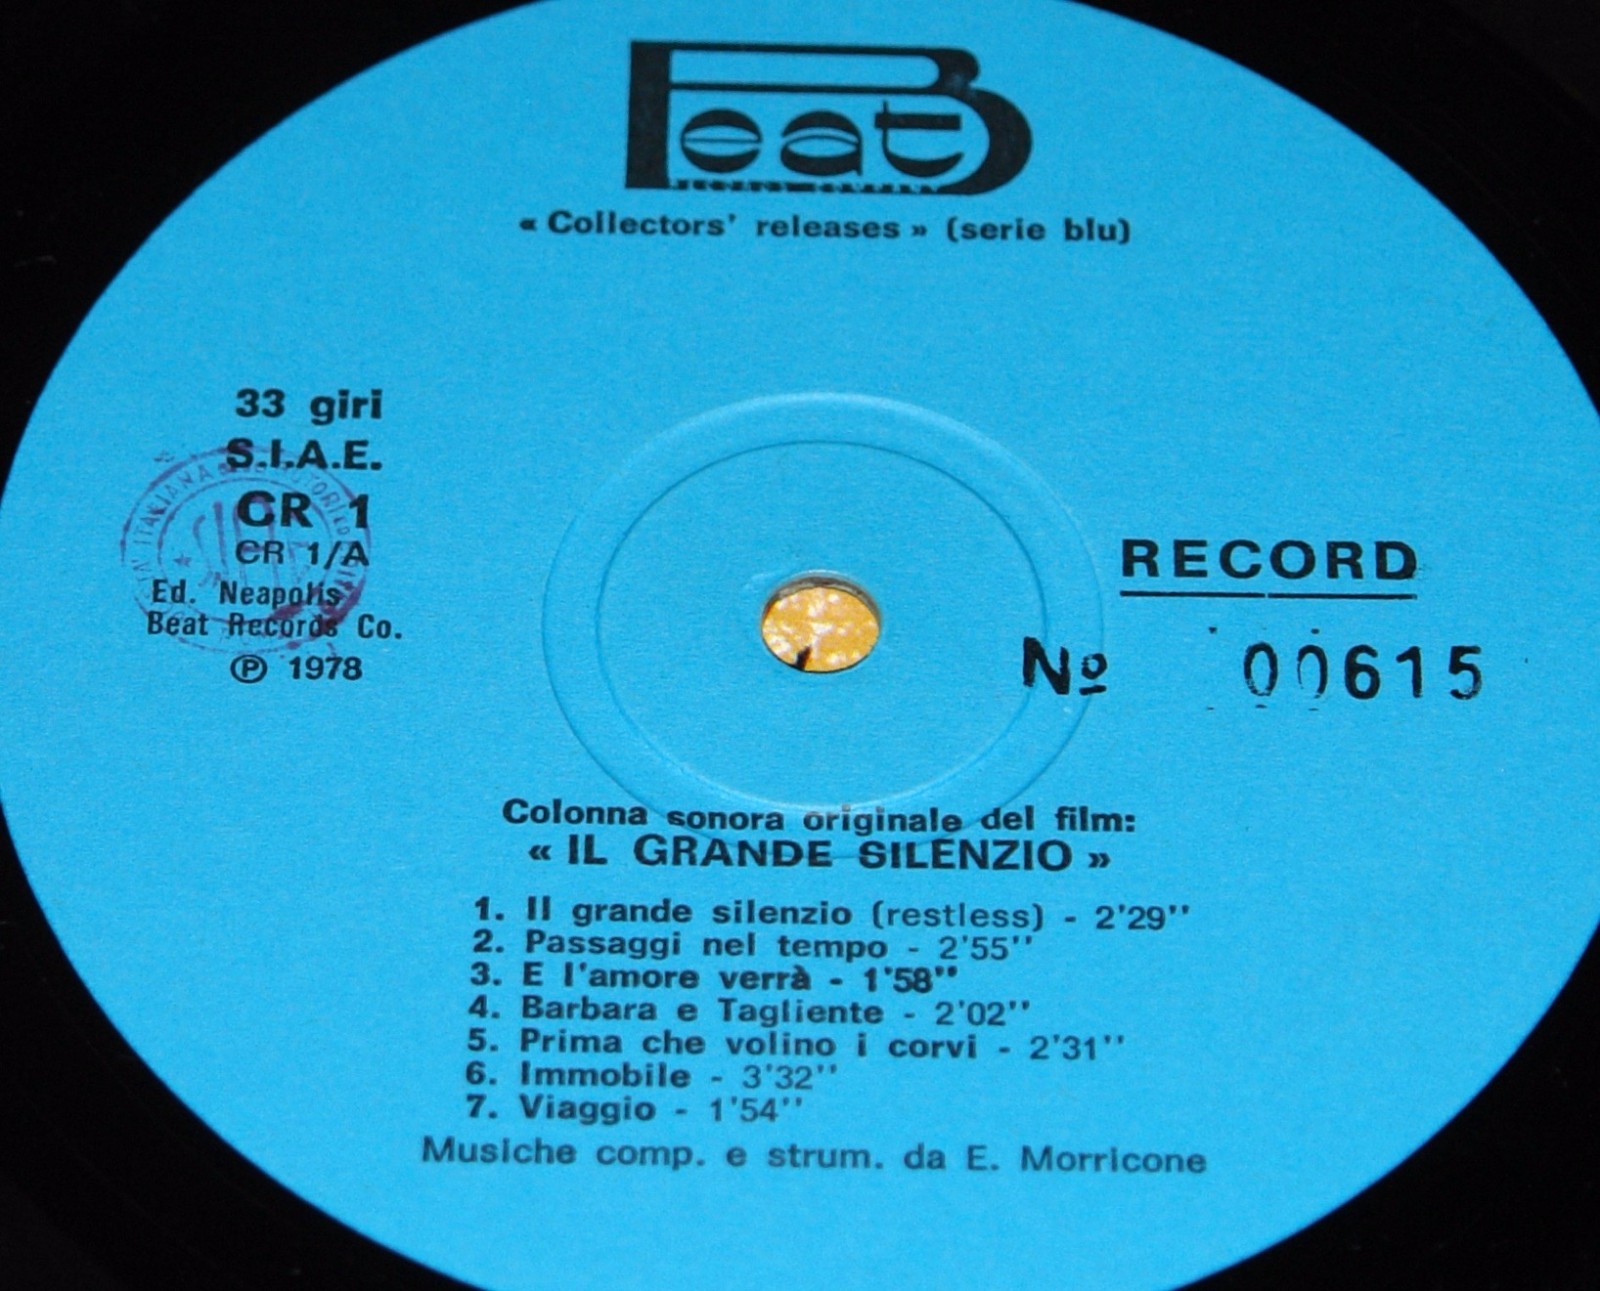 Beat
RECORDS COMPANY
« Collectors' releases » (serie blu)
33 giri
S.I.A.E.
CR 1
CR 1/A
Ed. Neapolis
Beat Records Co.
℗ 1978
RECORD
Nº 00615
Colonna sonora originale del film:
« IL GRANDE SILENZIO »
1. Il grande silenzio (restless) - 2'29''
2. Passaggi nel tempo - 2'55''
3. E l'amore verrà - 1'58''
4. Barbara e Tagliente - 2'02''
5. Prima che volino i corvi - 2'31''
6. Immobile - 3'32''
7. Viaggio - 1'54''
Musiche comp. e strum. da E. Morricone